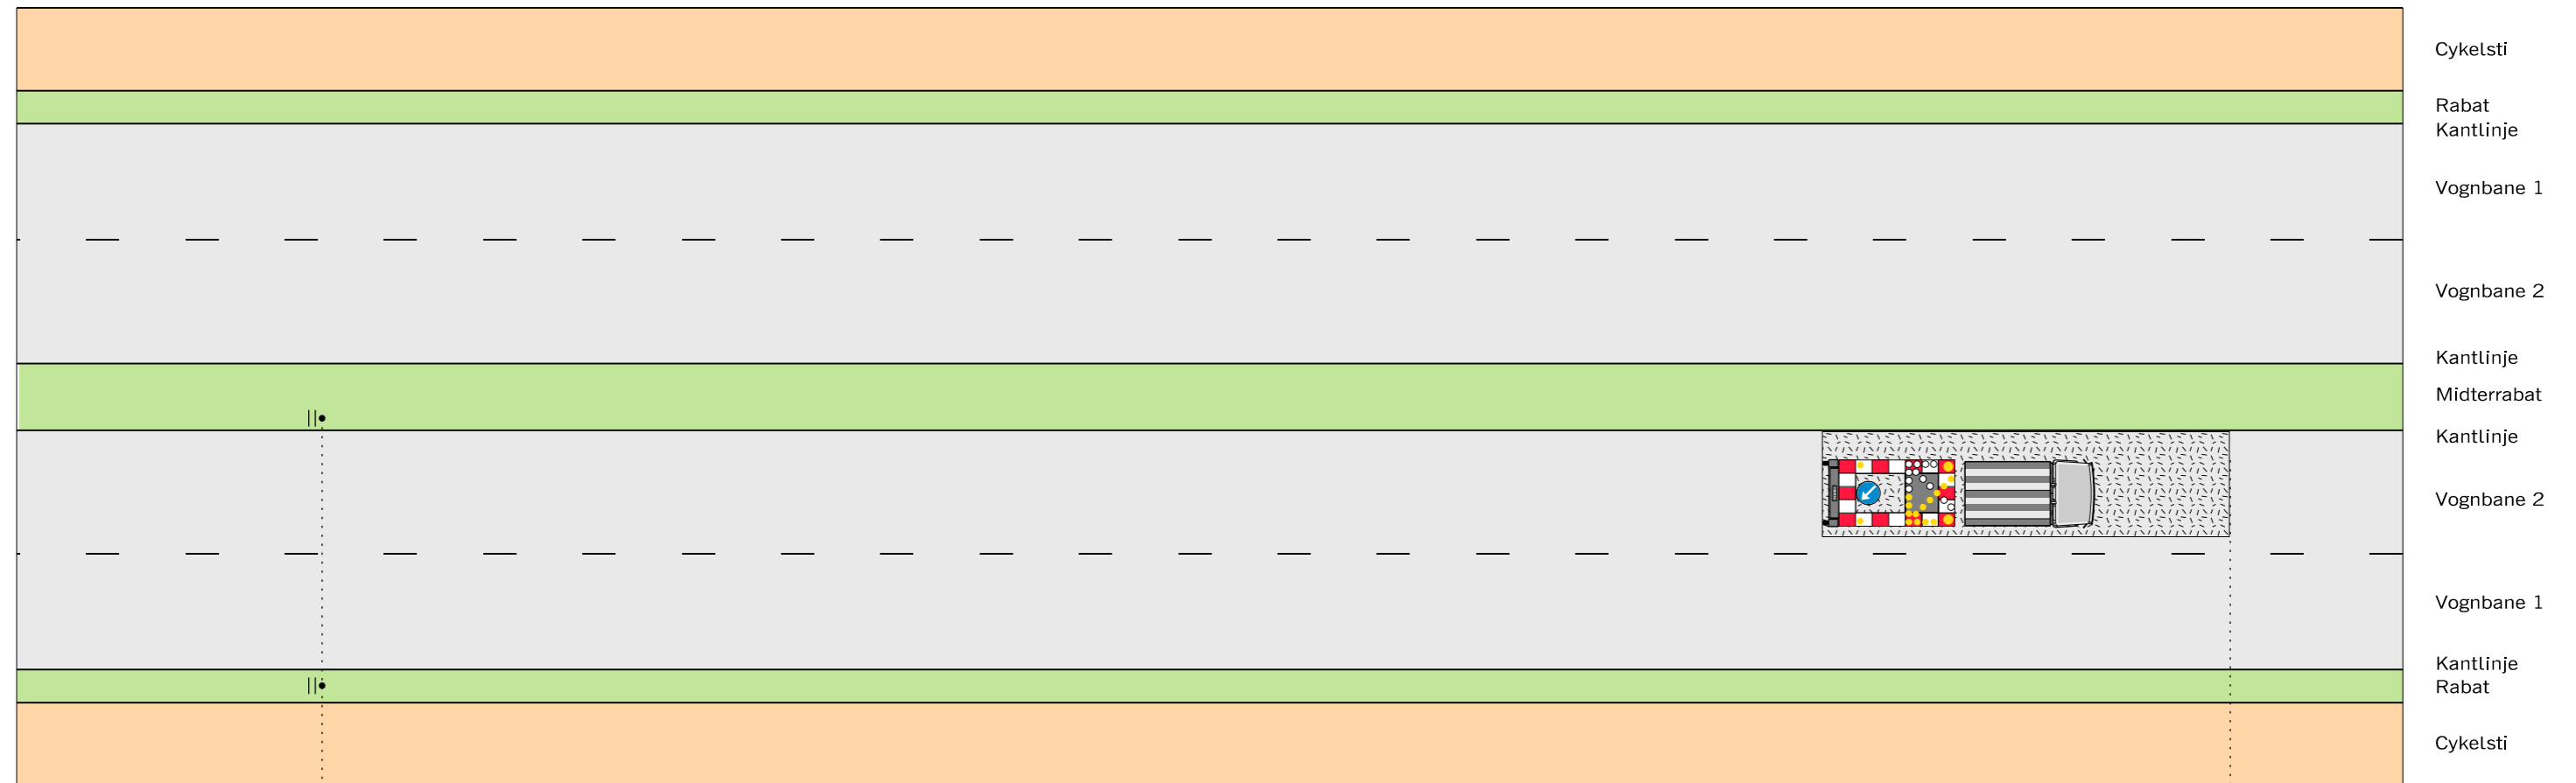 Cykelsti
Rabat
Kantlinje
Vognbane 1
Vognbane 2
Kantlinje
Midterrabat
Kantlinje
Vognbane 2
Vognbane 1
Kantlinje
Rabat
Cykelsti